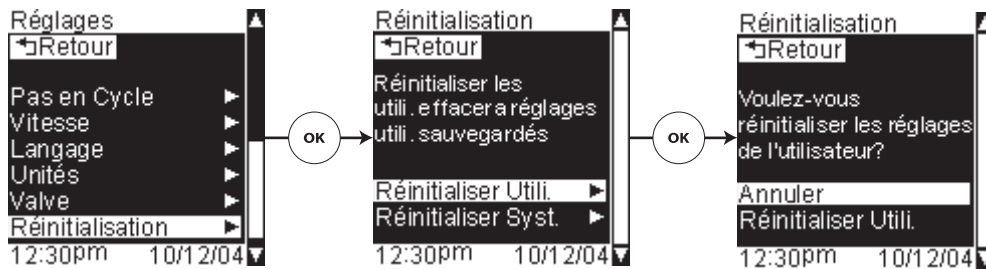 Réglages
Retour
Pas en Cycle
Vitesse
Langage
Unités
Valve
Réinitialisation
12:30pm 10/12/04
OK
Réinitialisation
Retour
Réinitialiser les
utili. effacera réglages
utili. sauvegardés
Réinitialiser Utili.
Réinitialiser Syst.
12:30pm 10/12/04
OK
Réinitialisation
Retour
Voulez-vous
réinitialiser les réglages
de l'utilisateur?
Annuler
Réinitialiser Utili.
12:30pm 10/12/04